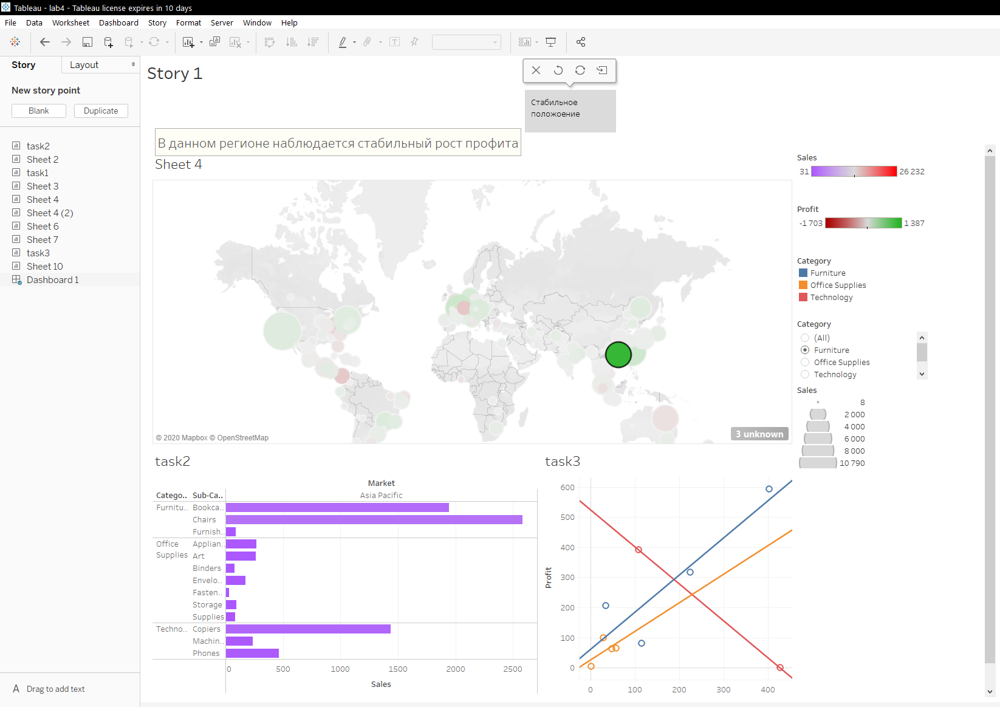 Tableau - lab4 - Tableau license expires in 10 days
File Data Worksheet Dashboard Story Format Server Window Help
Story Layout
New story point
Blank Duplicate
task2
Sheet 2
task1
Sheet 3
Sheet 4
Sheet 4 (2)
Sheet 6
Sheet 7
task3
Sheet 10
Dashboard 1
A Drag to add text
Story 1
Стабильное
положоение
В данном регионе наблюдается стабильный рост профита
Sheet 4
© 2020 Mapbox © OpenStreetMap
3 unknown
Sales
31 26 232
Profit
-1 703 1 387
Category
Furniture
Office Supplies
Technology
Category
(All)
Furniture
Office Supplies
Technology
Sales
8
2 000
4 000
6 000
8 000
10 790
task2
Market
Catego.. Sub-Ca.. Asia Pacific
Furnitu.. Bookca..
Chairs
Furnish..
Office Applian..
Supplies Art
Binders
Envelo..
Fasten..
Storage
Supplies
Techno.. Copiers
Machin..
Phones
0 500 1000 1500 2000 2500
Sales
task3
Profit
600
500
400
300
200
100
0
0 100 200 300 400